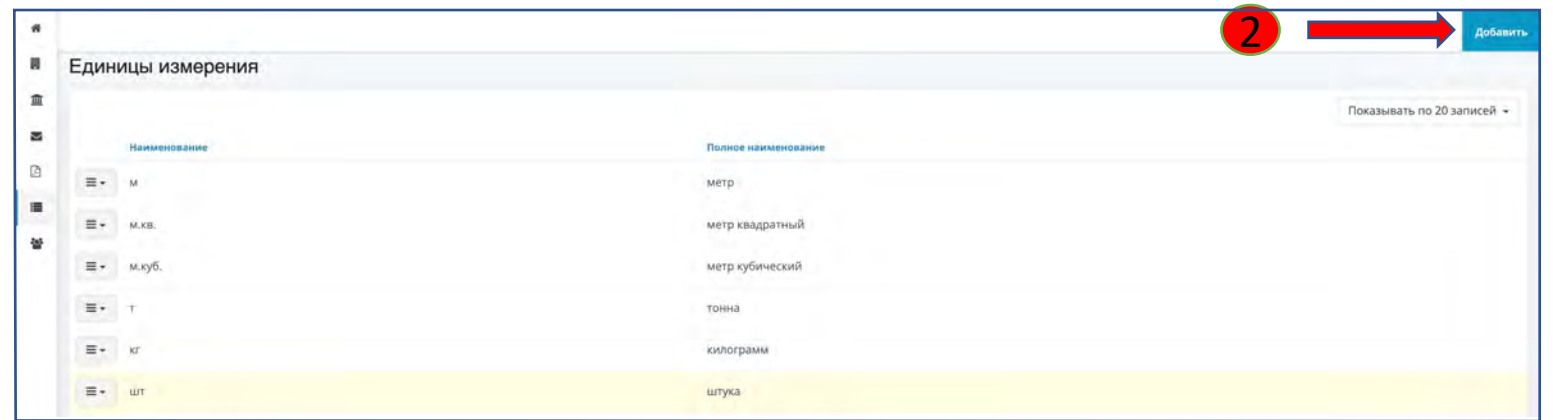 2
Добавить
Единицы измерения
Показывать по 20 записей
Наименование Полное наименование
м метр
м.кв. метр квадратный
м.куб. метр кубический
т тонна
кг килограмм
шт штука